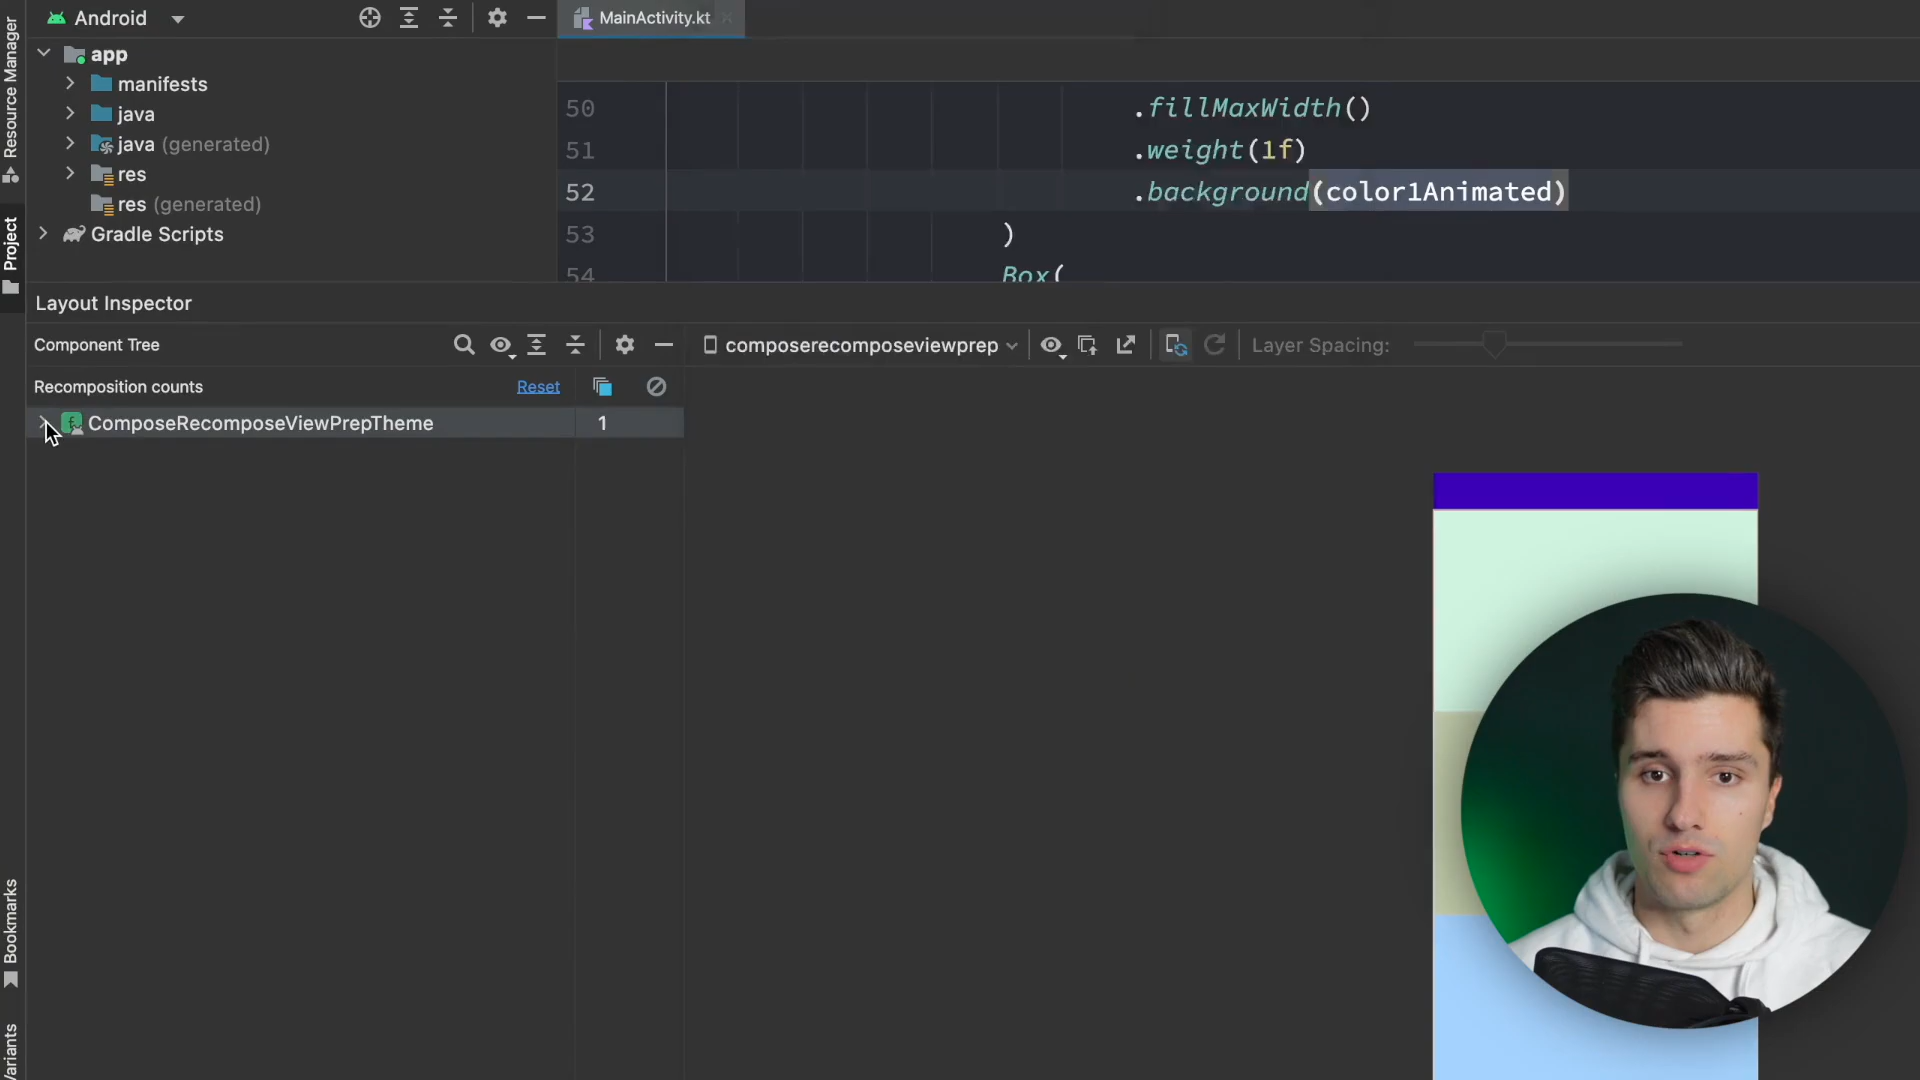 Resource Manager
Project
Bookmarks
Variants
Android
app
manifests
java
java (generated)
res
res (generated)
Gradle Scripts
MainActivity.kt
50 .fillMaxWidth()
51 .weight(1f)
52 .background(color1Animated)
53 )
54 Box(
Layout Inspector
Component Tree
composerecomposeviewprep
Layer Spacing:
Recomposition counts Reset
ComposeRecomposeViewPrepTheme 1